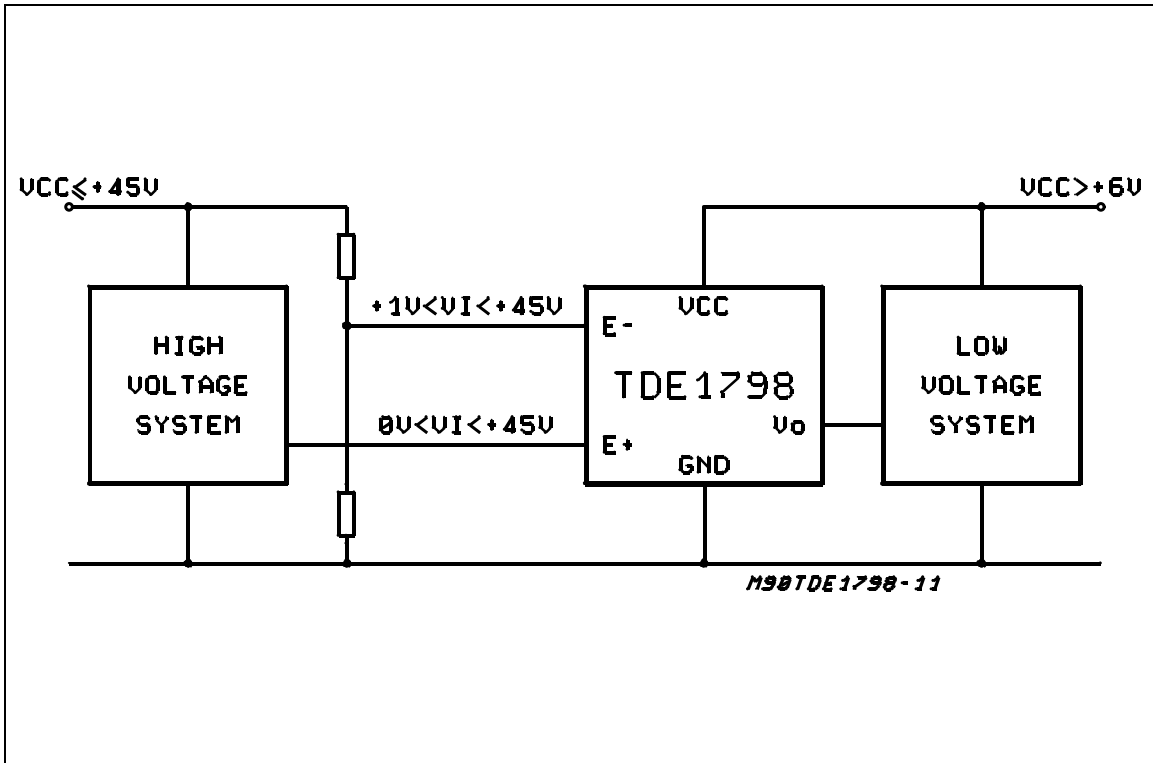 VCC≤+45V
VCC>+6V
+1V<VI<+45V
VCC
E-
HIGH
VOLTAGE
SYSTEM
TDE1798
LOW
VOLTAGE
SYSTEM
0V<VI<+45V
Vo
E+
GND
M90TDE1798-11